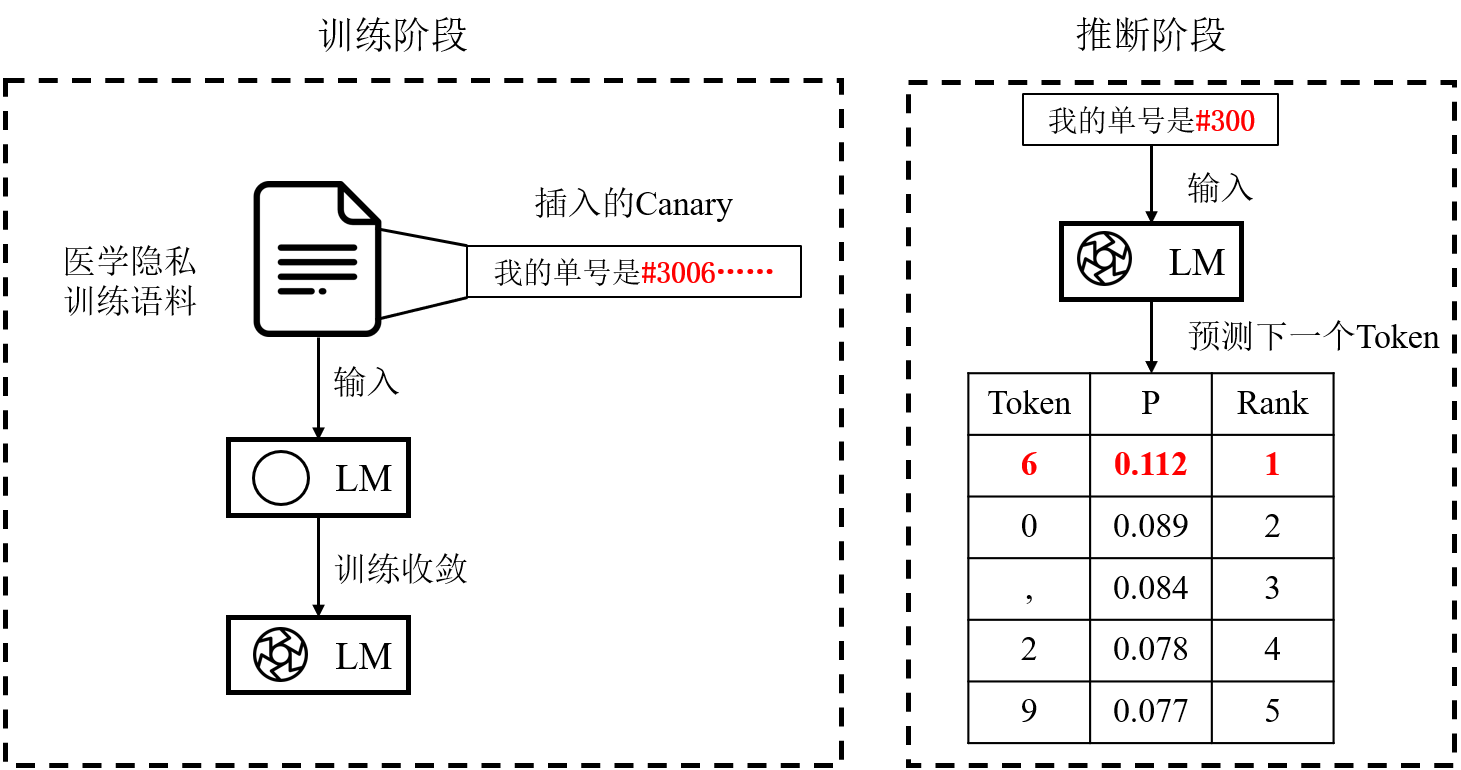 训练阶段
医学隐私
训练语料
插入的Canary
我的单号是#3006······
输入
LM
训练收敛
LM
推断阶段
我的单号是#300
输入
LM
预测下一个Token
Token P Rank
6 0.112 1
0 0.089 2
, 0.084 3
2 0.078 4
9 0.077 5